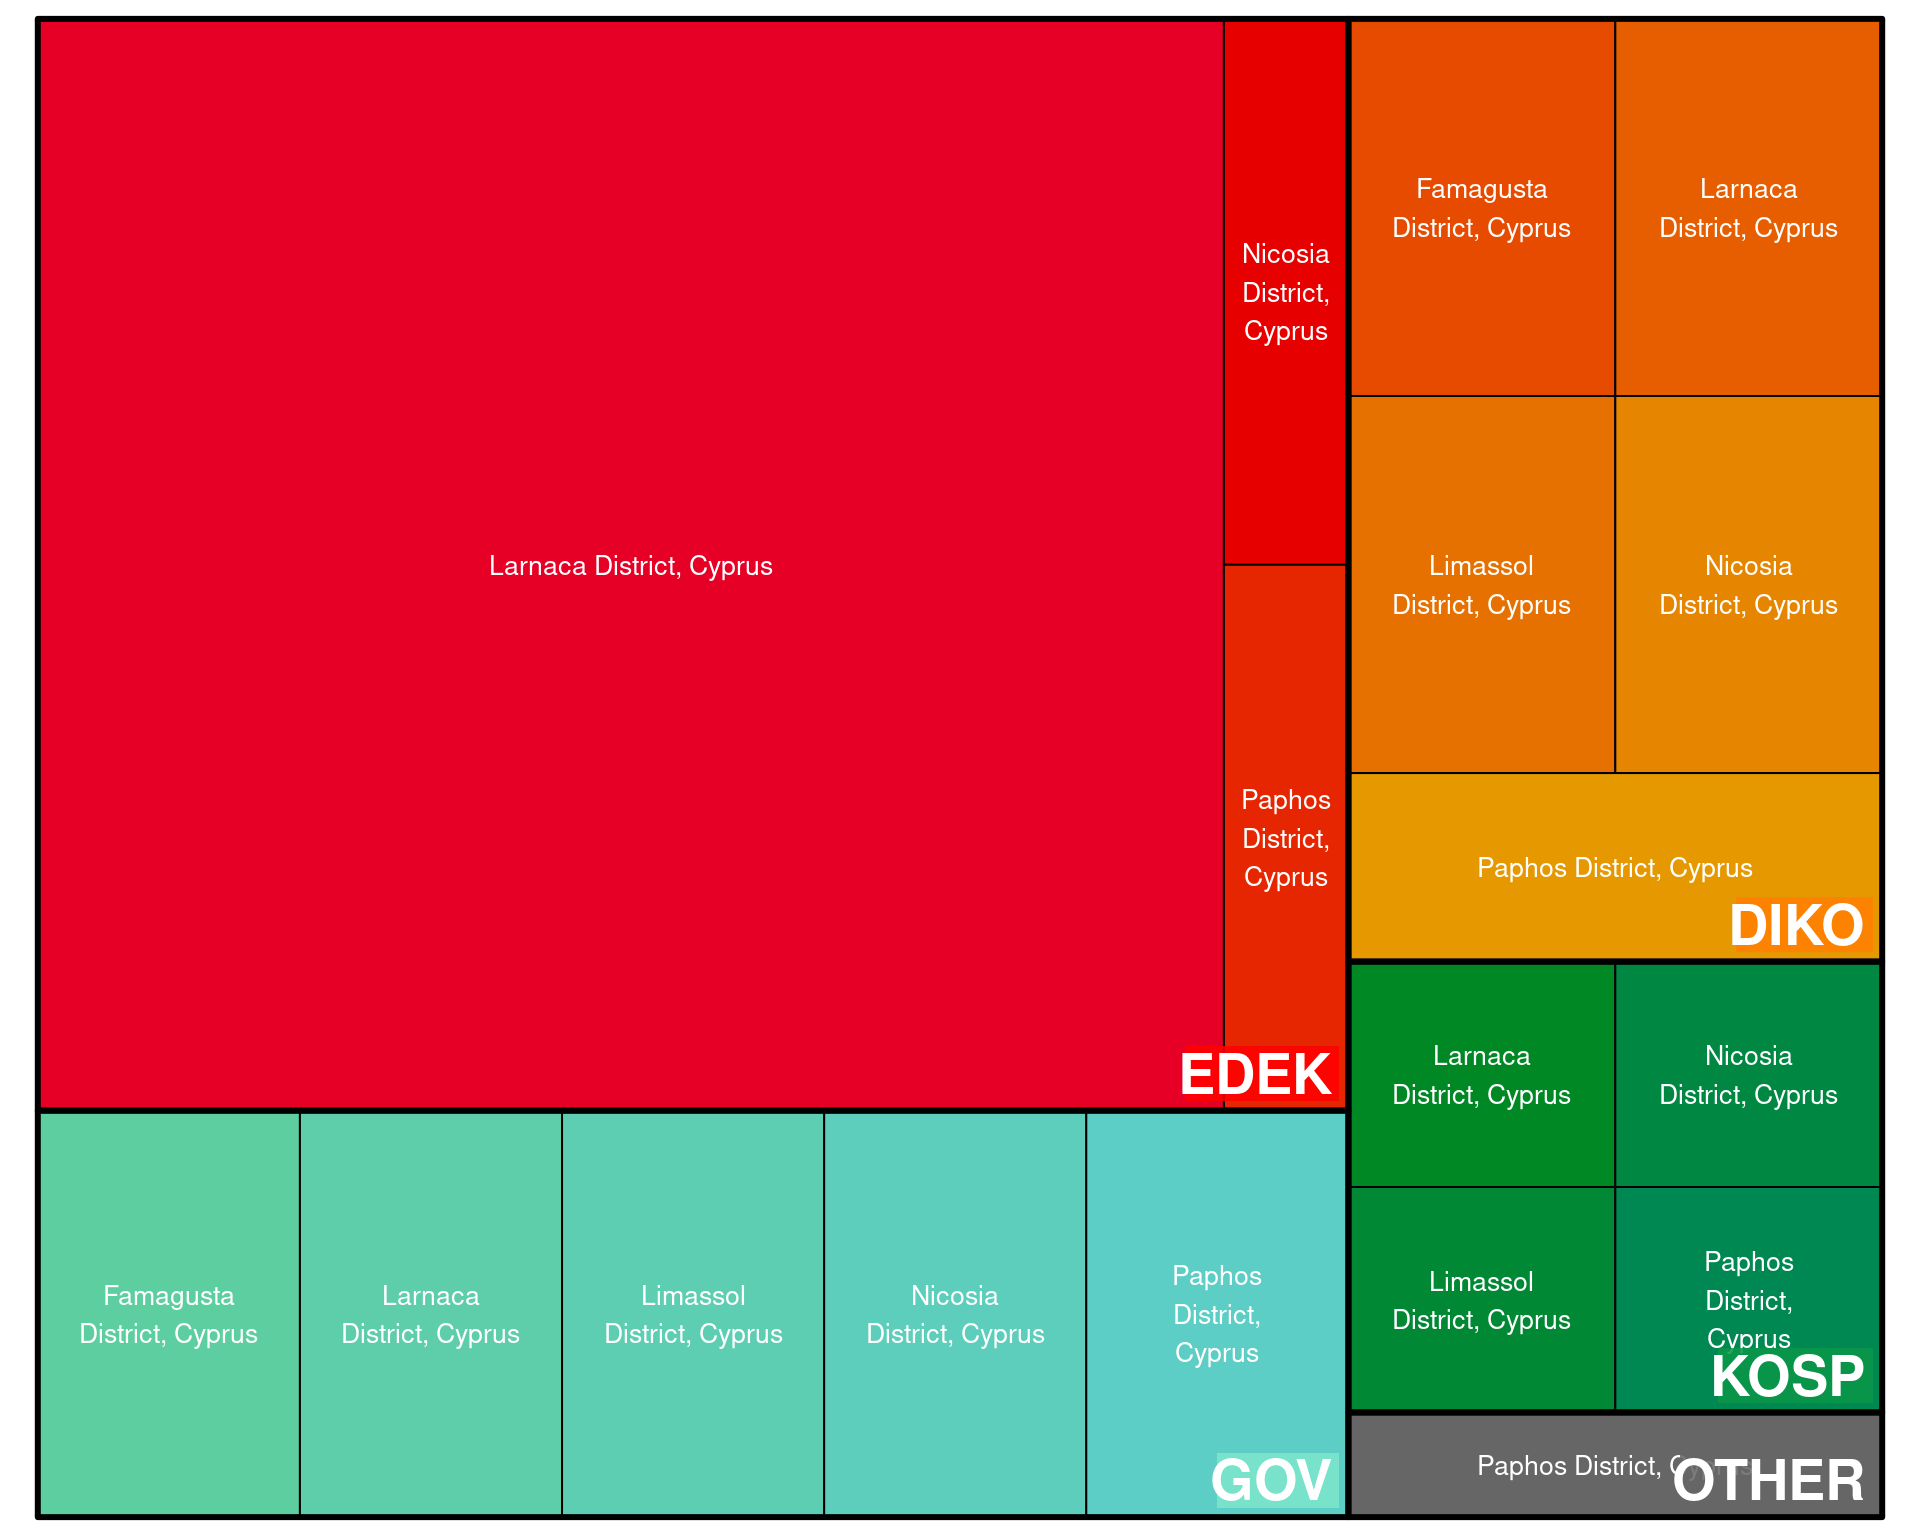 Larnaca District, Cyprus
Nicosia
District,
Cyprus
Paphos
District,
Cyprus
EDEK
Famagusta
District, Cyprus
Larnaca
District, Cyprus
Limassol
District, Cyprus
Nicosia
District, Cyprus
Paphos District, Cyprus
DIKO
Famagusta
District, Cyprus
Larnaca
District, Cyprus
Limassol
District, Cyprus
Nicosia
District, Cyprus
Paphos
District,
Cyprus
GOV
Larnaca
District, Cyprus
Nicosia
District, Cyprus
Limassol
District, Cyprus
Paphos
District,
Cyprus
KOSP
Paphos District,
OTHER